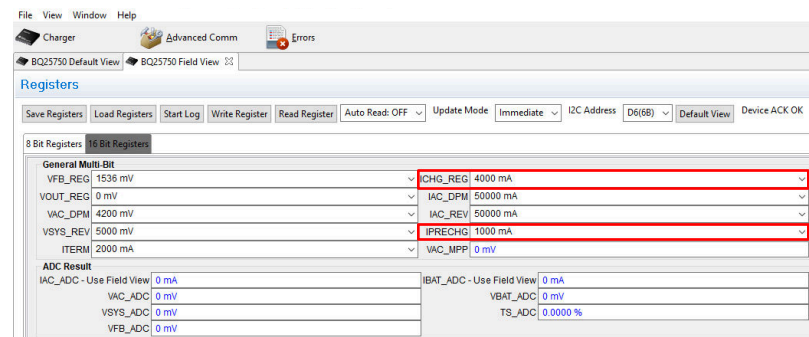 File View Window Help
Charger Advanced Comm Errors
BQ25750 Default View BQ25750 Field View
Registers
Save Registers Load Registers Start Log Write Register Read Register Auto Read: OFF Update Mode Immediate I2C Address D6(6B) Default View Device ACK OK
8 Bit Registers 16 Bit Registers
General Multi-Bit
VFB_REG 1536 mV ICHG_REG 4000 mA
VOUT_REG 0 mV IAC_DPM 50000 mA
VAC_DPM 4200 mV IAC_REV 50000 mA
VSYS_REV 5000 mV IPRECHG 1000 mA
ITERM 2000 mA VAC_MPP 0 mV
ADC Result
IAC_ADC - Use Field View 0 mA IBAT_ADC - Use Field View 0 mA
VAC_ADC 0 mV VBAT_ADC 0 mV
VSYS_ADC 0 mV TS_ADC 0.0000 %
VFB_ADC 0 mV